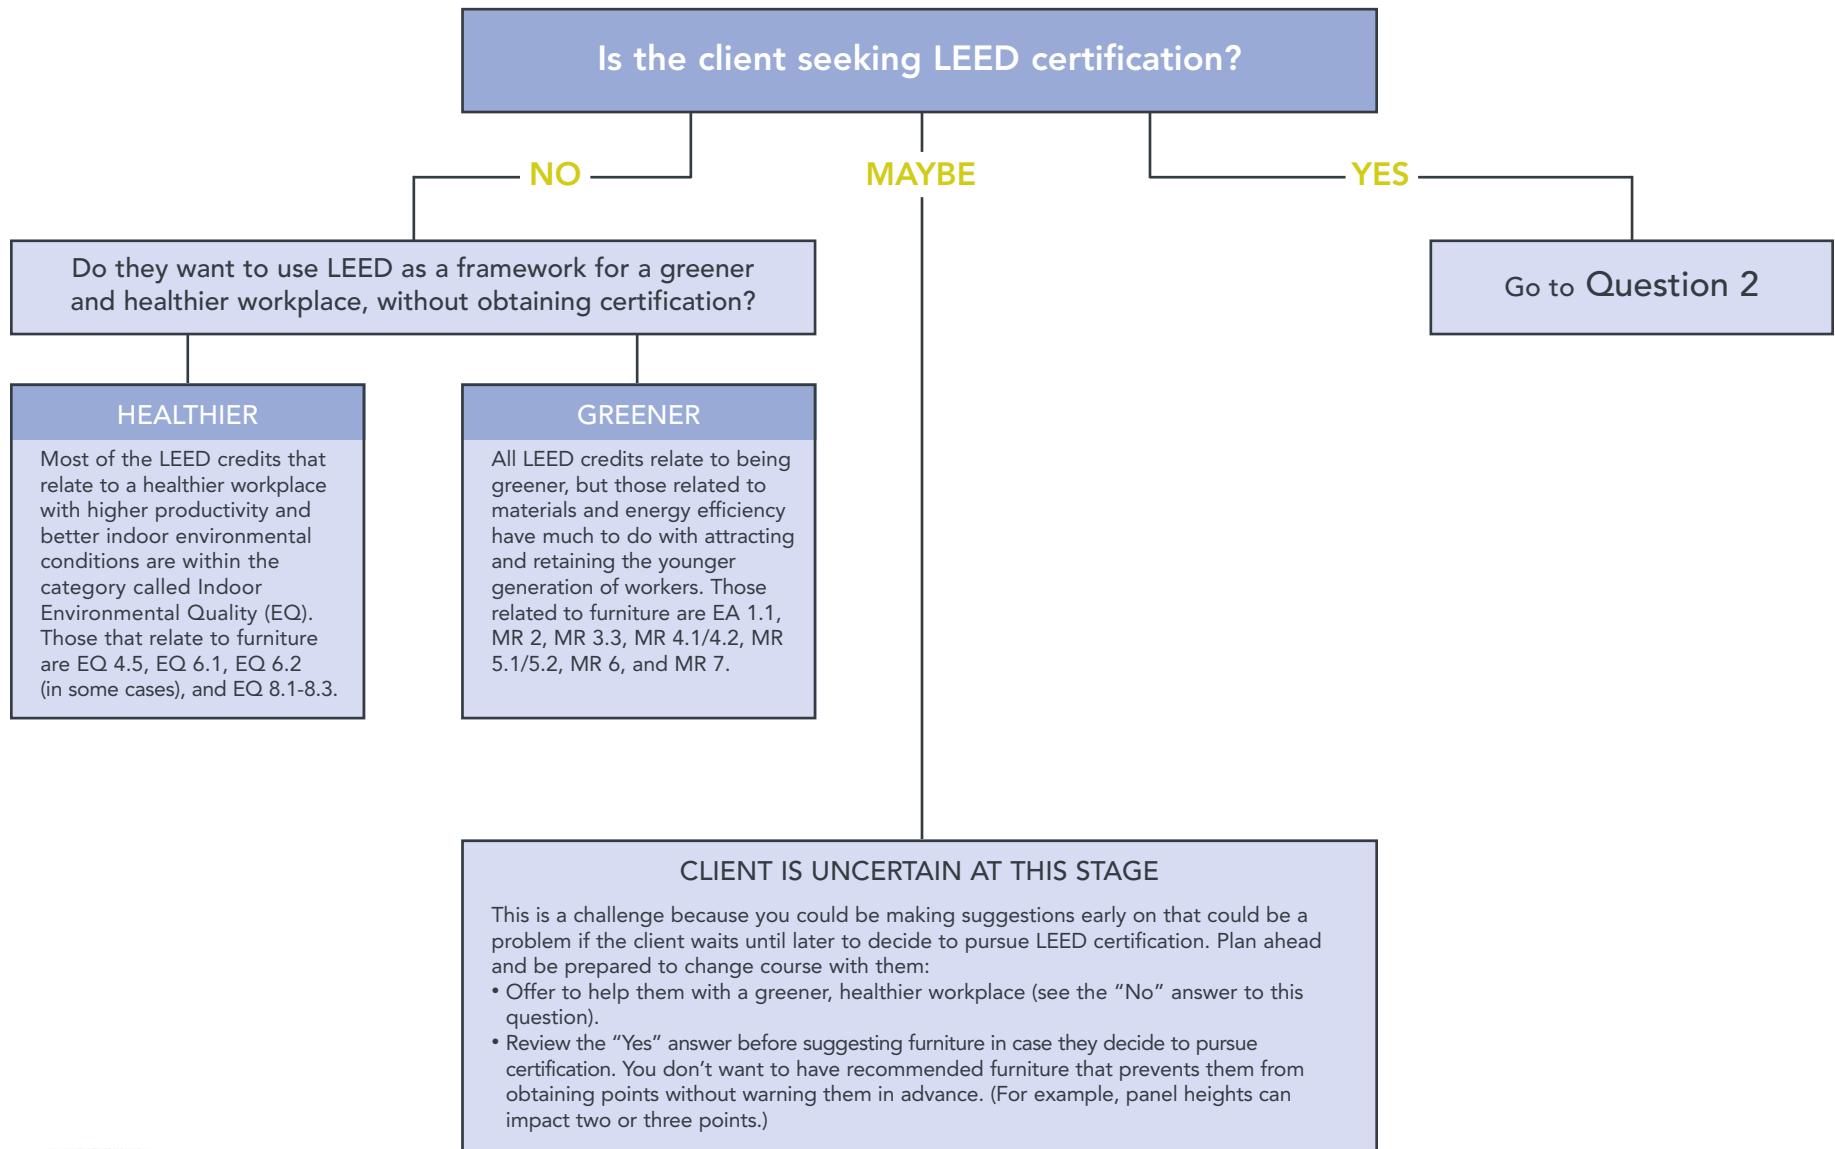 Is the client seeking LEED certification?
NO
MAYBE
YES
Do they want to use LEED as a framework for a greener
and healthier workplace, without obtaining certification?
Go to Question 2
HEALTHIER
Most of the LEED credits that
relate to a healthier workplace
with higher productivity and
better indoor environmental
conditions are within the
category called Indoor
Environmental Quality (EQ).
Those that relate to furniture
are EQ 4.5, EQ 6.1, EQ 6.2
(in some cases), and EQ 8.1-8.3.
GREENER
All LEED credits relate to being
greener, but those related to
materials and energy efficiency
have much to do with attracting
and retaining the younger
generation of workers. Those
related to furniture are EA 1.1,
MR 2, MR 3.3, MR 4.1/4.2, MR
5.1/5.2, MR 6, and MR 7.
CLIENT IS UNCERTAIN AT THIS STAGE
This is a challenge because you could be making suggestions early on that could be a
problem if the client waits until later to decide to pursue LEED certification. Plan ahead
and be prepared to change course with them:
• Offer to help them with a greener, healthier workplace (see the “No” answer to this
question).
• Review the “Yes” answer before suggesting furniture in case they decide to pursue
certification. You don’t want to have recommended furniture that prevents them from
obtaining points without warning them in advance. (For example, panel heights can
impact two or three points.)